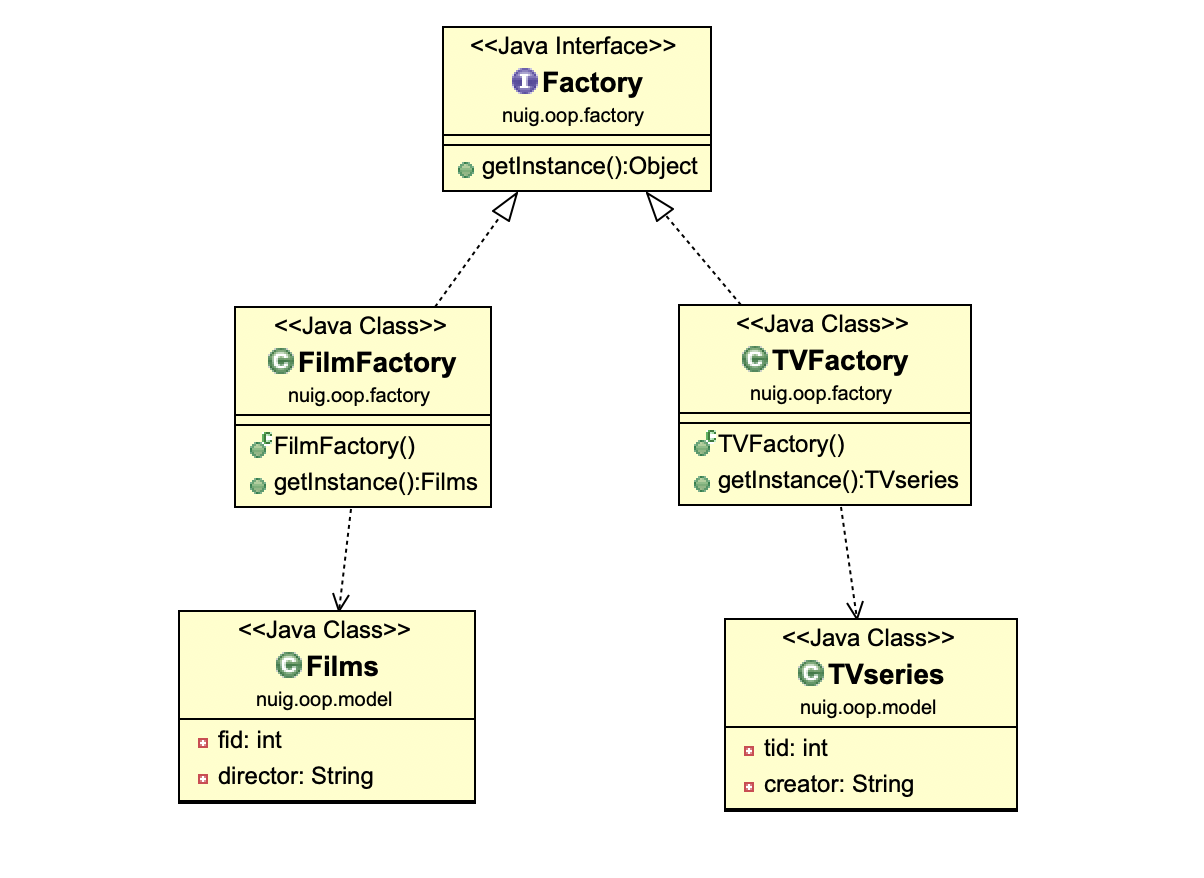 <<Java Interface>>
I Factory
nuig.oop.factory
getInstance():Object
<<Java Class>>
C FilmFactory
nuig.oop.factory
C FilmFactory()
getInstance():Films
<<Java Class>>
C TVFactory
nuig.oop.factory
C TVFactory()
getInstance():TVseries
<<Java Class>>
C Films
nuig.oop.model
fid: int
director: String
<<Java Class>>
C TVseries
nuig.oop.model
tid: int
creator: String